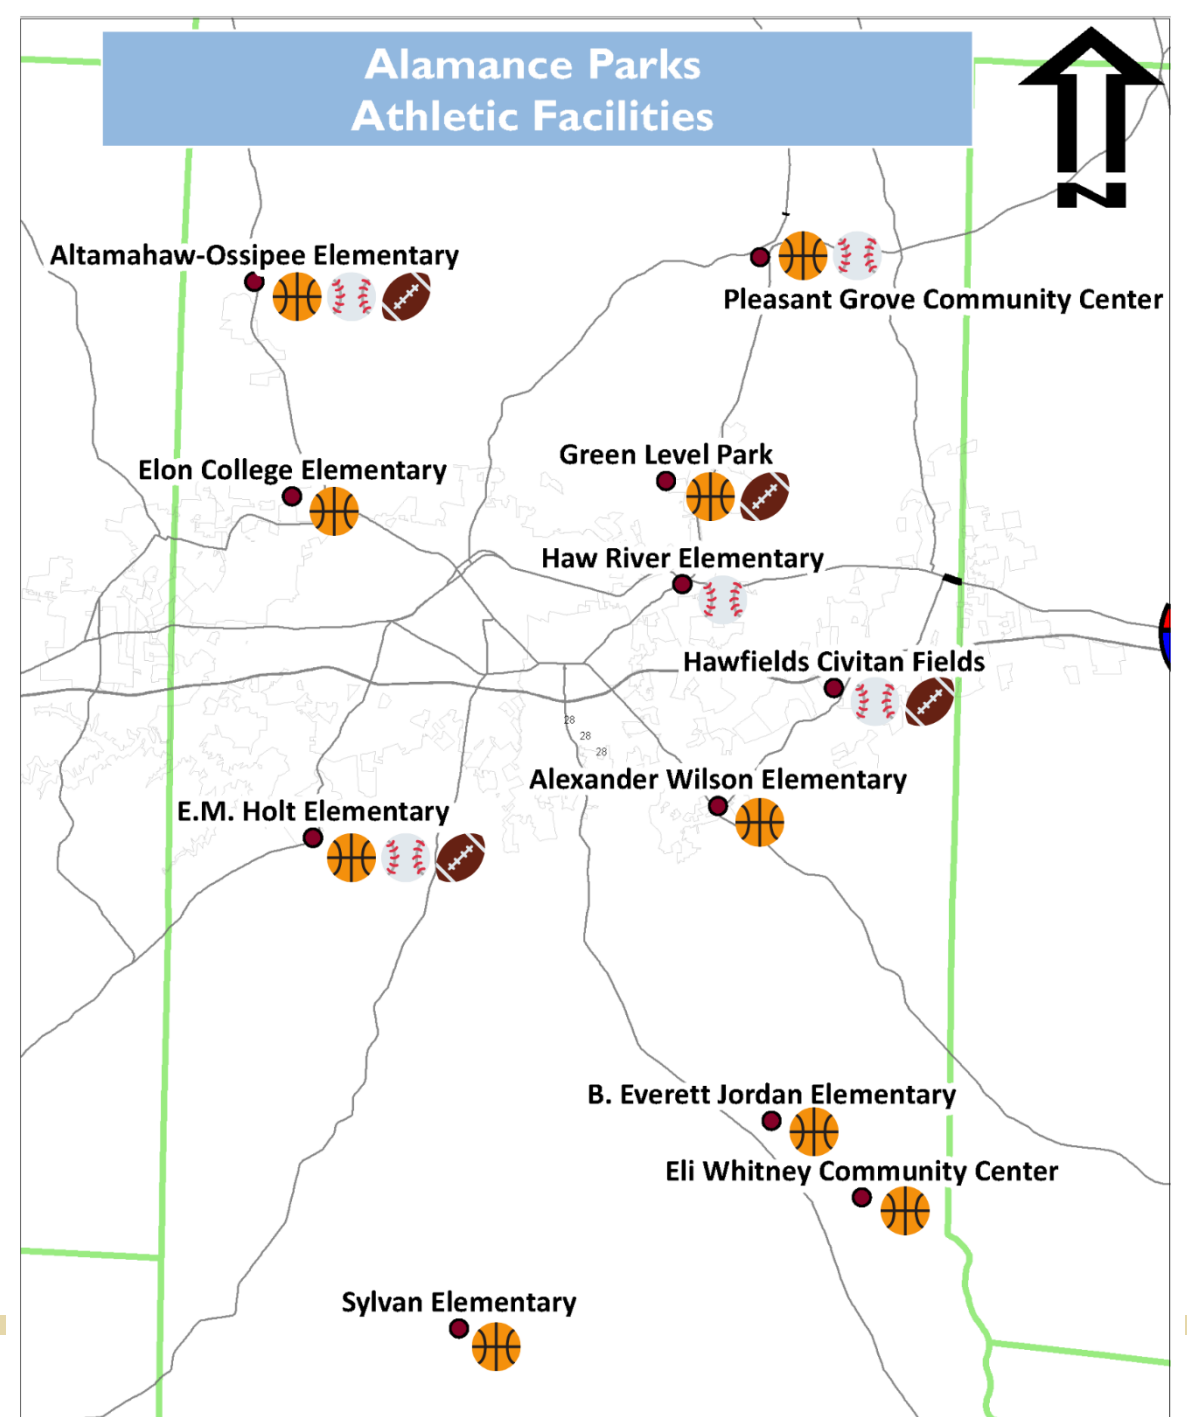 Alamance Parks
Athletic Facilities
N
Altamahaw-Ossipee Elementary
Pleasant Grove Community Center
Green Level Park
Elon College Elementary
Haw River Elementary
Hawfields Civitan Fields
28
28
28
Alexander Wilson Elementary
E.M. Holt Elementary
B. Everett Jordan Elementary
Eli Whitney Community Center
Sylvan Elementary